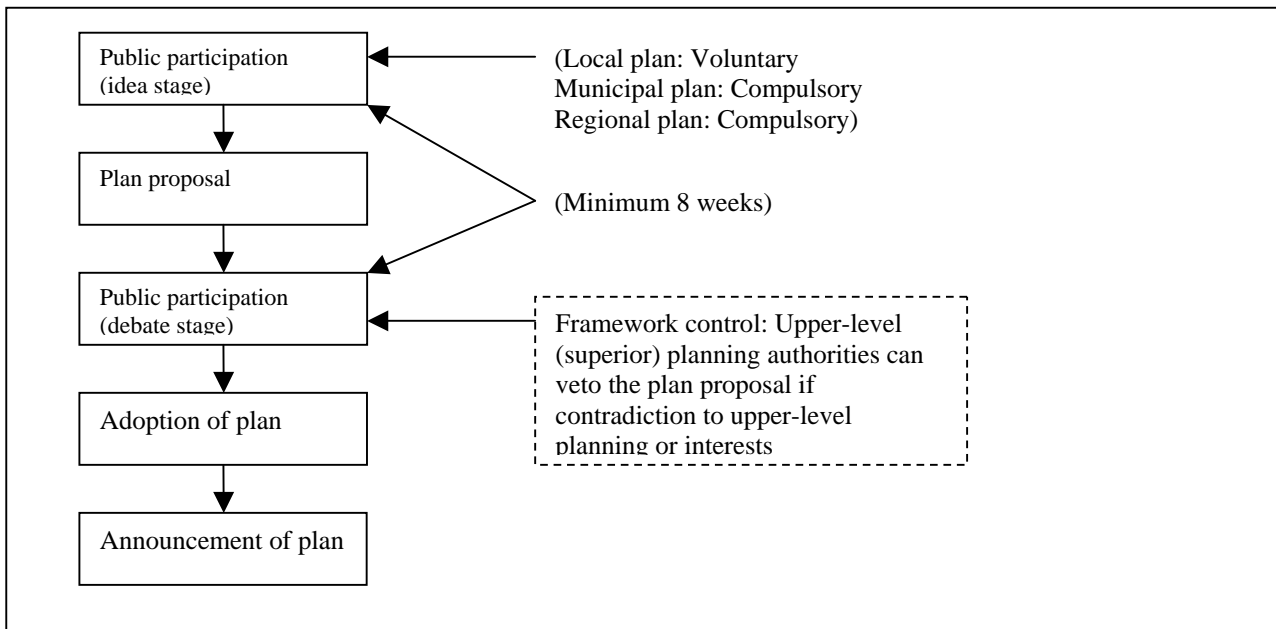 Public participation
(idea stage)
(Local plan: Voluntary
Municipal plan: Compulsory
Regional plan: Compulsory)
Plan proposal
(Minimum 8 weeks)
Public participation
(debate stage)
Framework control: Upper-level
(superior) planning authorities can
veto the plan proposal if
contradiction to upper-level
planning or interests
Adoption of plan
Announcement of plan